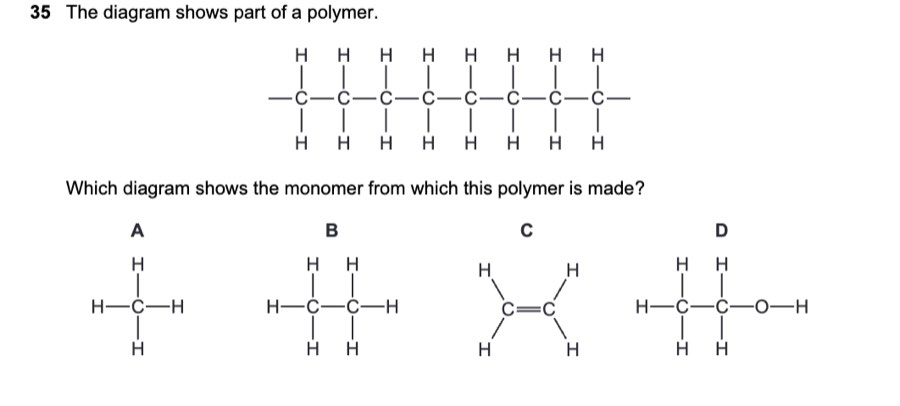 35 The diagram shows part of a polymer.
H H H H H H H H
C C C C C C C C
H H H H H H H H
Which diagram shows the monomer from which this polymer is made?
A B C D
H H H H H H H
H C H H C C H C C H C C O H
H H H H H H H